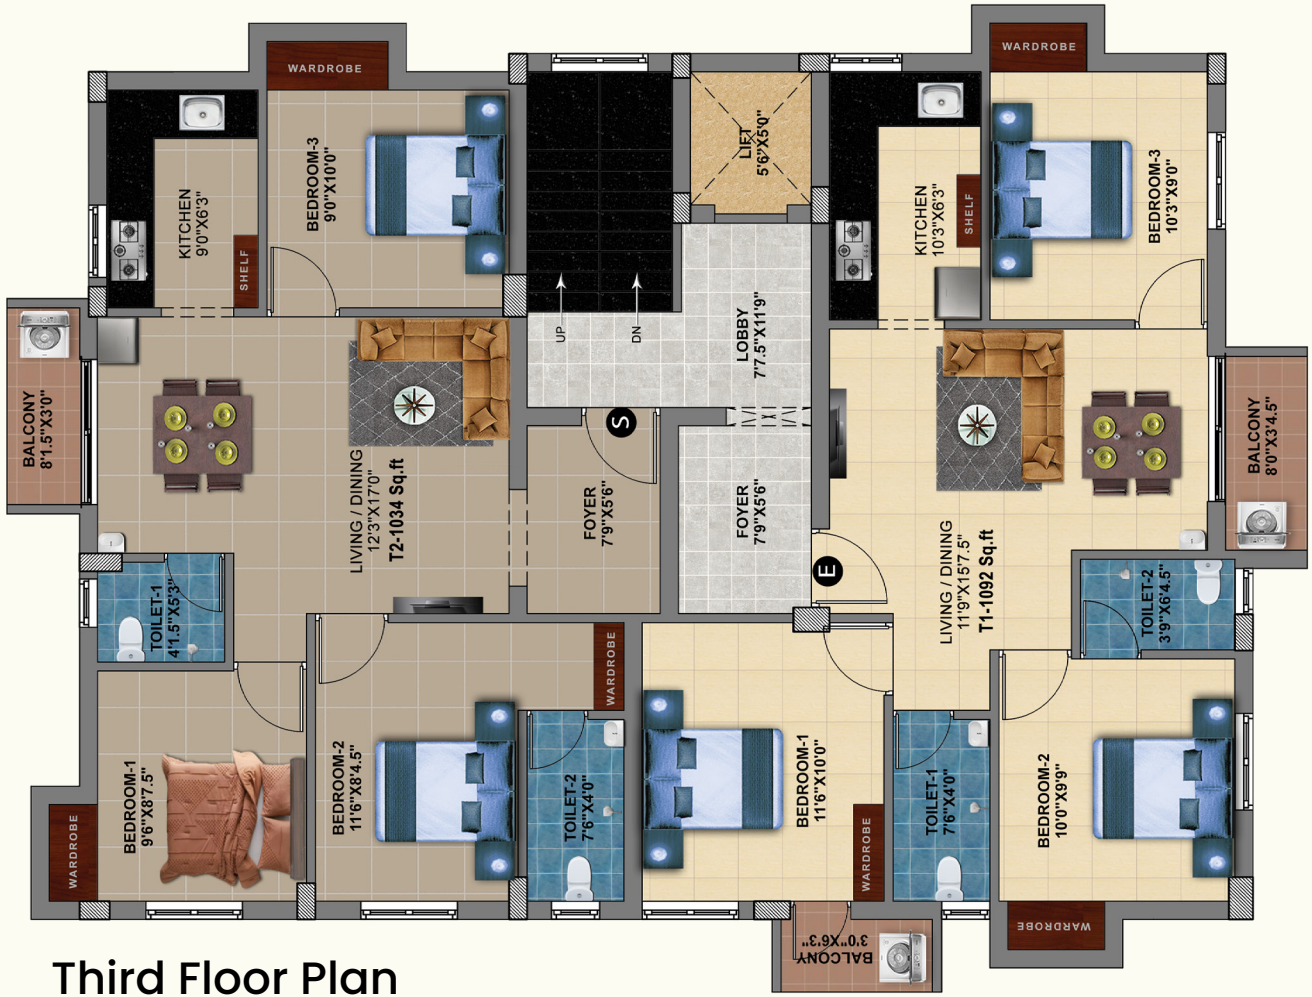 WARDROBE
WARDROBE
BEDROOM-3
9'0"X10'0"
KITCHEN
9'0"X6'3"
SHELF
LIFT
5'6"X5'0"
KITCHEN
10'3"X6'3"
SHELF
BEDROOM-3
10'3"X9'0"
UP
DN
LOBBY
7'7.5"X11'9"
BALCONY
8'1.5"X3'0"
LIVING / DINING
12'3"X17'0"
T2-1034 Sq.ft
S
FOYER
7'9"X5'6"
FOYER
7'9"X5'6"
E
LIVING / DINING
11'9"X15'7.5"
T1-1092 Sq.ft
BALCONY
8'0"X3'4.5"
TOILET-1
4'1.5"X5'3"
TOILET-2
3'9"X6'4.5"
WARDROBE
WARDROBE
BEDROOM-1
9'6"X8'7.5"
BEDROOM-2
11'6"X8'4.5"
TOILET-2
7'6"X4'0"
BEDROOM-1
11'6"X10'0"
WARDROBE
TOILET-1
7'6"X4'0"
BEDROOM-2
10'0"X9'9"
WARDROBE
BALCONY
3'0"X6'3"
Third Floor Plan